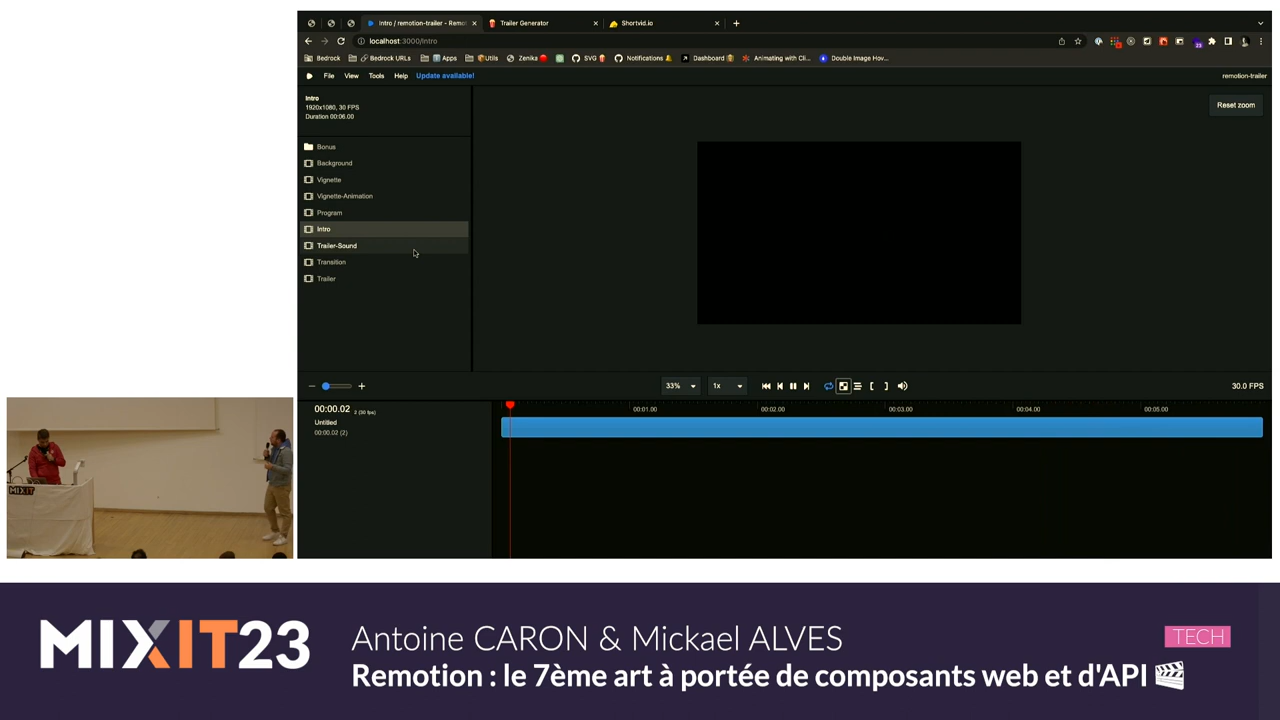 Intro / remotion-trailer - Remo
Trailer Generator
Shortvid.io
localhost:3000/Intro
Bedrock
Bedrock URLs
Apps
Utils
Zenika
SVG
Notifications
Dashboard
Animating with Cli...
Double Image Hov...
File
View
Tools
Help
Update available!
remotion-trailer
Intro
1920x1080, 30 FPS
Duration 00:06.00
Reset zoom
Bonus
Background
Vignette
Vignette-Animation
Program
Intro
Trailer-Sound
Transition
Trailer
33%
1x
30.0 FPS
00:00.02 2 (30 fps)
Untitled
00:00.02 (2)
00:01.00
00:02.00
00:03.00
00:04.00
00:05.00
MIXIT
MIXIT23
Antoine CARON & Mickael ALVES
TECH
Remotion : le 7ème art à portée de composants web et d'API